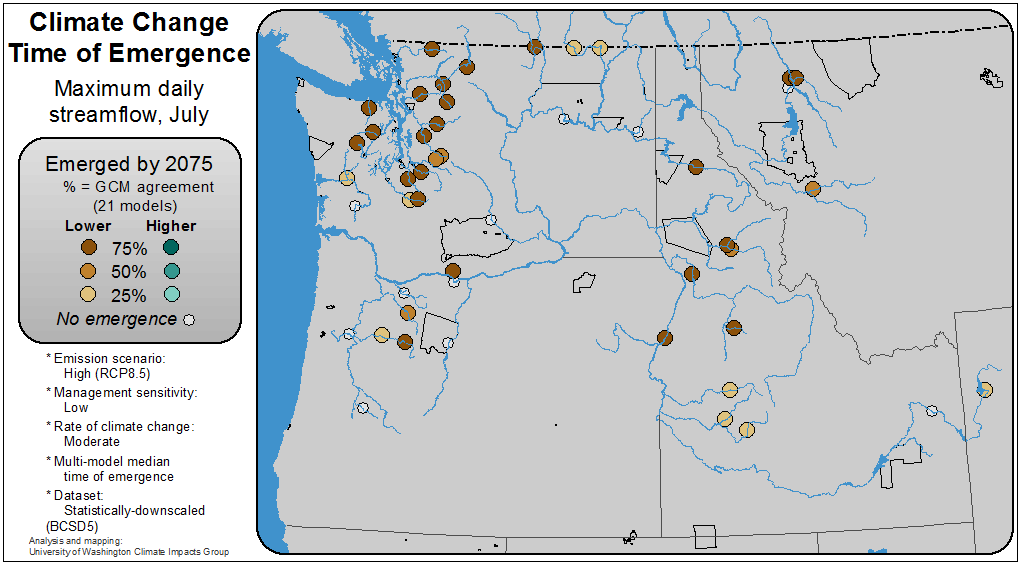 Climate Change
Time of Emergence
Maximum daily
streamflow, July
Emerged by 2075
% = GCM agreement
(21 models)
Lower Higher
75%
50%
25%
No emergence
* Emission scenario:
High (RCP8.5)
* Management sensitivity:
Low
* Rate of climate change:
Moderate
* Multi-model median
time of emergence
* Dataset:
Statistically-downscaled
(BCSD5)
Analysis and mapping:
University of Washington Climate Impacts Group